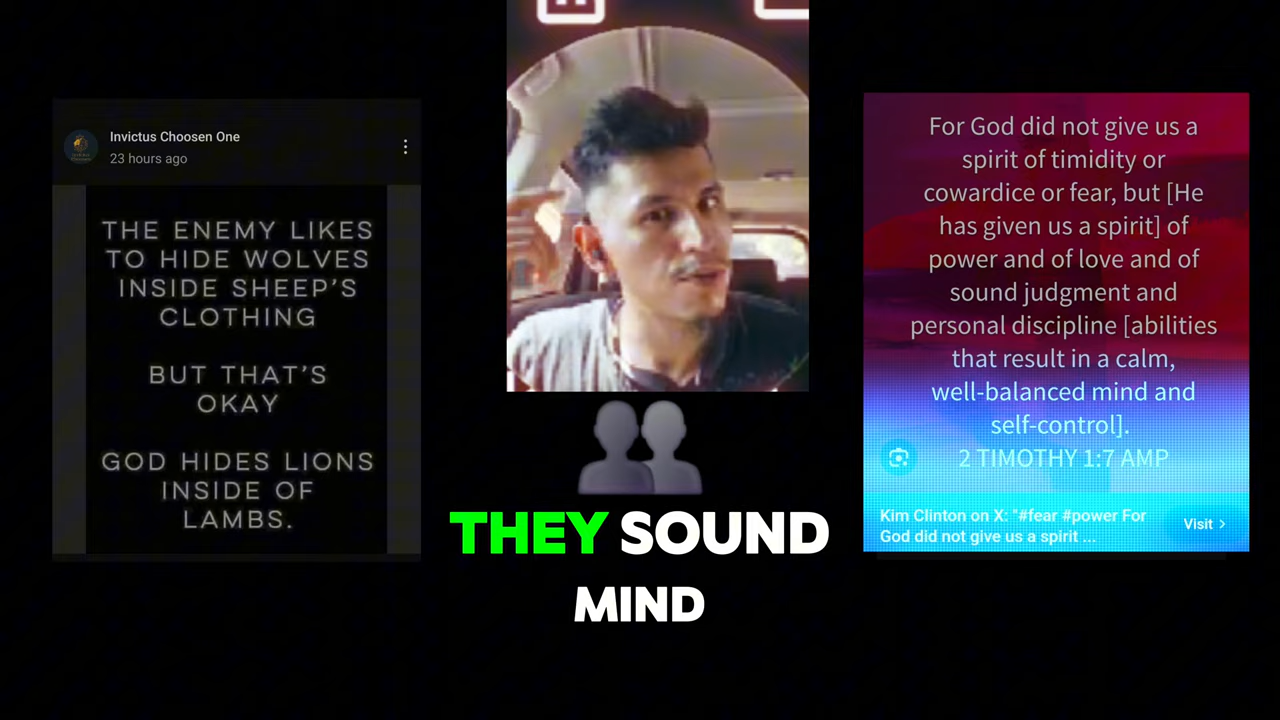 Invictus Choosen One
23 hours ago
THE ENEMY LIKES
TO HIDE WOLVES
INSIDE SHEEP'S
CLOTHING
BUT THAT'S
OKAY
GOD HIDES LIONS
INSIDE OF
LAMBS.
THEY SOUND
MIND
For God did not give us a
spirit of timidity or
cowardice or fear, but [He
has given us a spirit] of
power and of love and of
sound judgment and
personal discipline [abilities
that result in a calm,
well-balanced mind and
self-control].
2 TIMOTHY 1:7 AMP
Kim Clinton on X: "#fear #power For
God did not give us a spirit ...
Visit